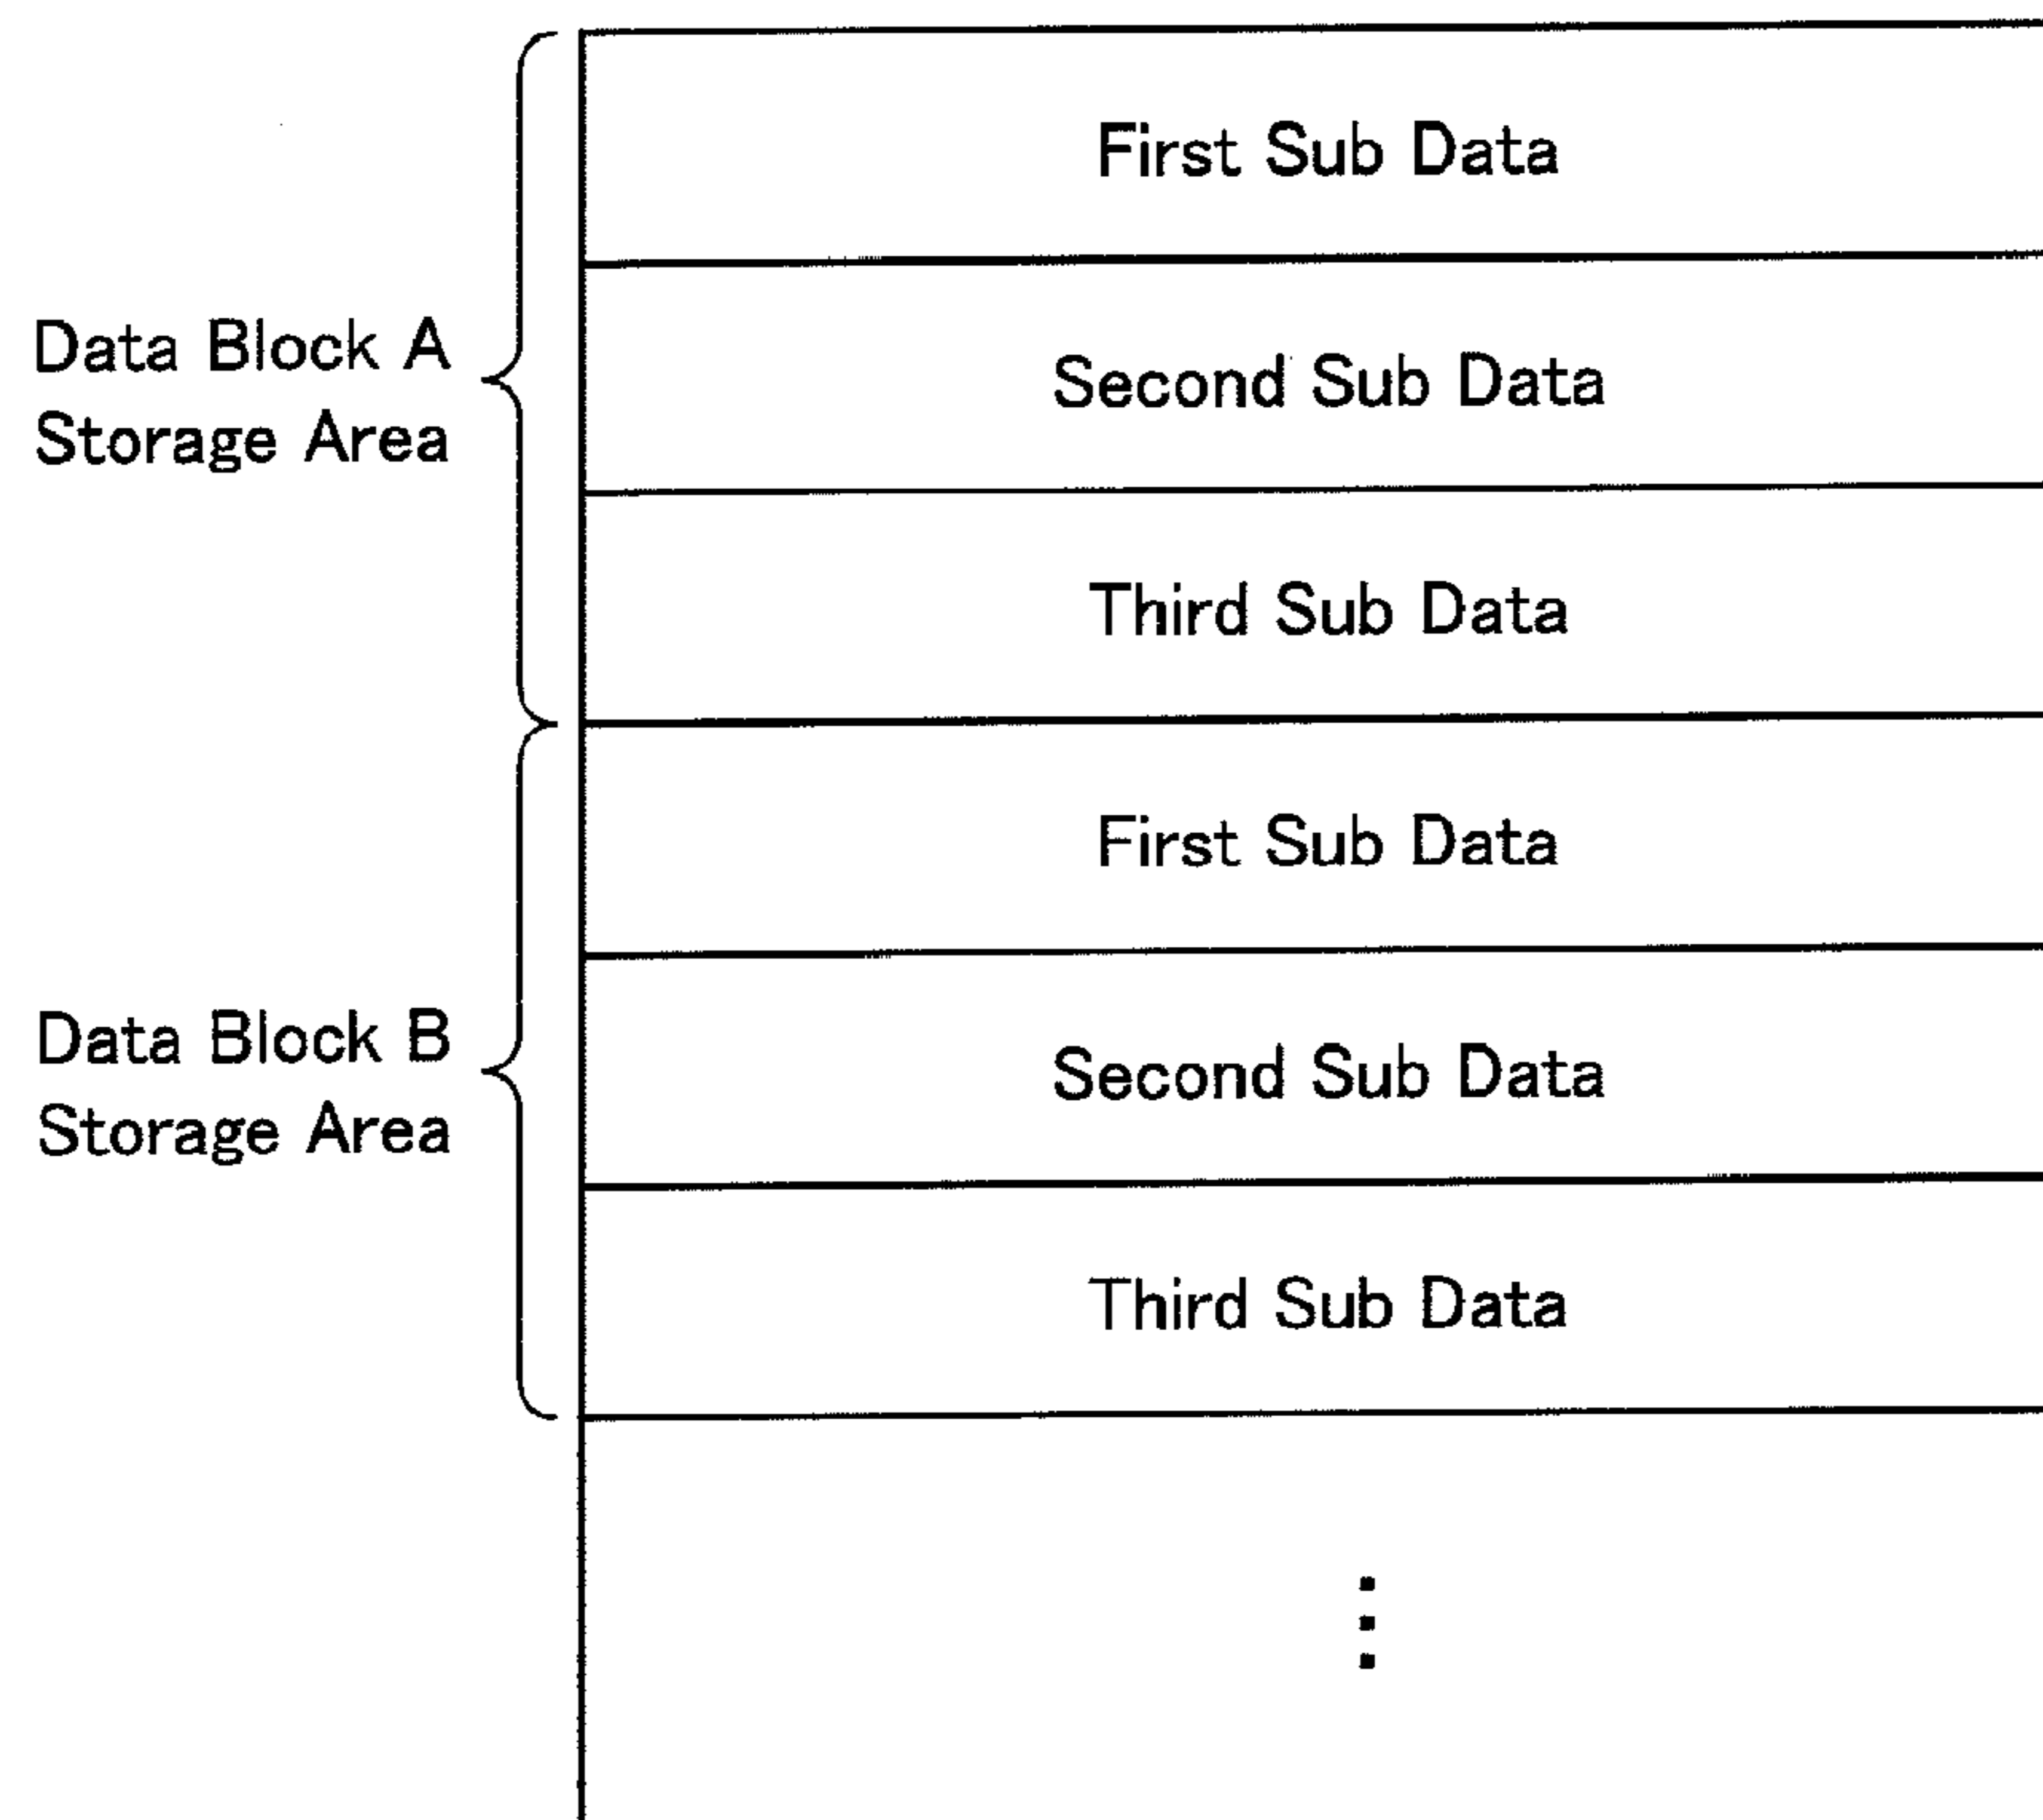 First Sub Data
Data Block A
Storage Area
Second Sub Data
Third Sub Data
First Sub Data
Data Block B
Storage Area
Second Sub Data
Third Sub Data